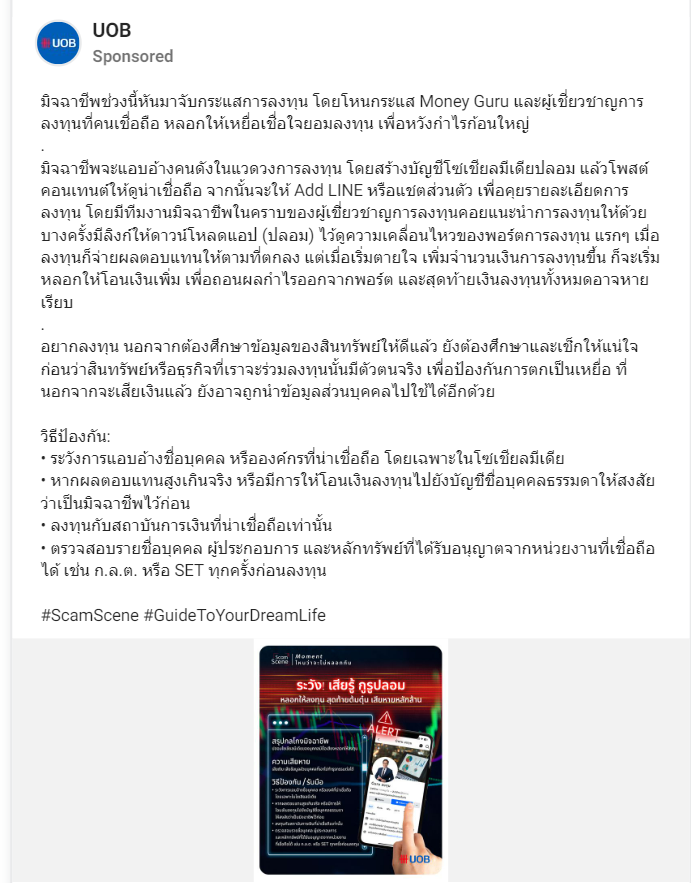 UOB
UOB
Sponsored
มิจฉาชีพช่วงนี้หันมาจับกระแสการลงทุน โดยโหนกระแส Money Guru และผู้เชี่ยวชาญการ
ลงทุนที่คนเชื่อถือ หลอกให้เหยื่อเชื่อใจยอมลงทุน เพื่อหวังกำไรก้อนใหญ่
.
มิจฉาชีพจะแอบอ้างคนดังในแวดวงการลงทุน โดยสร้างบัญชีโซเชียลมีเดียปลอม แล้วโพสต์
คอนเทนต์ให้ดูน่าเชื่อถือ จากนั้นจะให้ Add LINE หรือแชตส่วนตัว เพื่อคุยรายละเอียดการ
ลงทุน โดยมีทีมงานมิจฉาชีพในคราบของผู้เชี่ยวชาญการลงทุนคอยแนะนำการลงทุนให้ด้วย
บางครั้งมีลิงก์ให้ดาวน์โหลดแอป (ปลอม) ไว้ดูความเคลื่อนไหวของพอร์ตการลงทุน แรกๆ เมื่อ
ลงทุนก็จ่ายผลตอบแทนให้ตามที่ตกลง แต่เมื่อเริ่มตายใจ เพิ่มจำนวนเงินการลงทุนขึ้น ก็จะเริ่ม
หลอกให้โอนเงินเพิ่ม เพื่อถอนผลกำไรออกจากพอร์ต และสุดท้ายเงินลงทุนทั้งหมดอาจหาย
เรียบ
.
อยากลงทุน นอกจากต้องศึกษาข้อมูลของสินทรัพย์ให้ดีแล้ว ยังต้องศึกษาและเช็กให้แน่ใจ
ก่อนว่าสินทรัพย์หรือธุรกิจที่เราจะร่วมลงทุนนั้นมีตัวตนจริง เพื่อป้องกันการตกเป็นเหยื่อ ที่
นอกจากจะเสียเงินแล้ว ยังอาจถูกนำข้อมูลส่วนบุคคลไปใช้ได้อีกด้วย
วิธีป้องกัน:
• ระวังการแอบอ้างชื่อบุคคล หรือองค์กรที่น่าเชื่อถือ โดยเฉพาะในโซเชียลมีเดีย
• หากผลตอบแทนสูงเกินจริง หรือมีการให้โอนเงินลงทุนไปยังบัญชีชื่อบุคคลธรรมดาให้สงสัย
ว่าเป็นมิจฉาชีพไว้ก่อน
• ลงทุนกับสถาบันการเงินที่น่าเชื่อถือเท่านั้น
• ตรวจสอบรายชื่อบุคคล ผู้ประกอบการ และหลักทรัพย์ที่ได้รับอนุญาตจากหน่วยงานที่เชื่อถือ
ได้ เช่น ก.ล.ต. หรือ SET ทุกครั้งก่อนลงทุน
#ScamScene #GuideToYourDreamLife
Scam Scene Moment
ไหนว่าจะไม่หลอกกัน
ระวัง! เสียรู้ กูรูปลอม
หลอกให้ลงทุน สุดท้ายต้มตุ๋น เสียหายหลักล้าน
ALERT
สรุปกลโกงมิจฉาชีพ
ความเสียหาย
วิธีป้องกัน / รับมือ
UOB